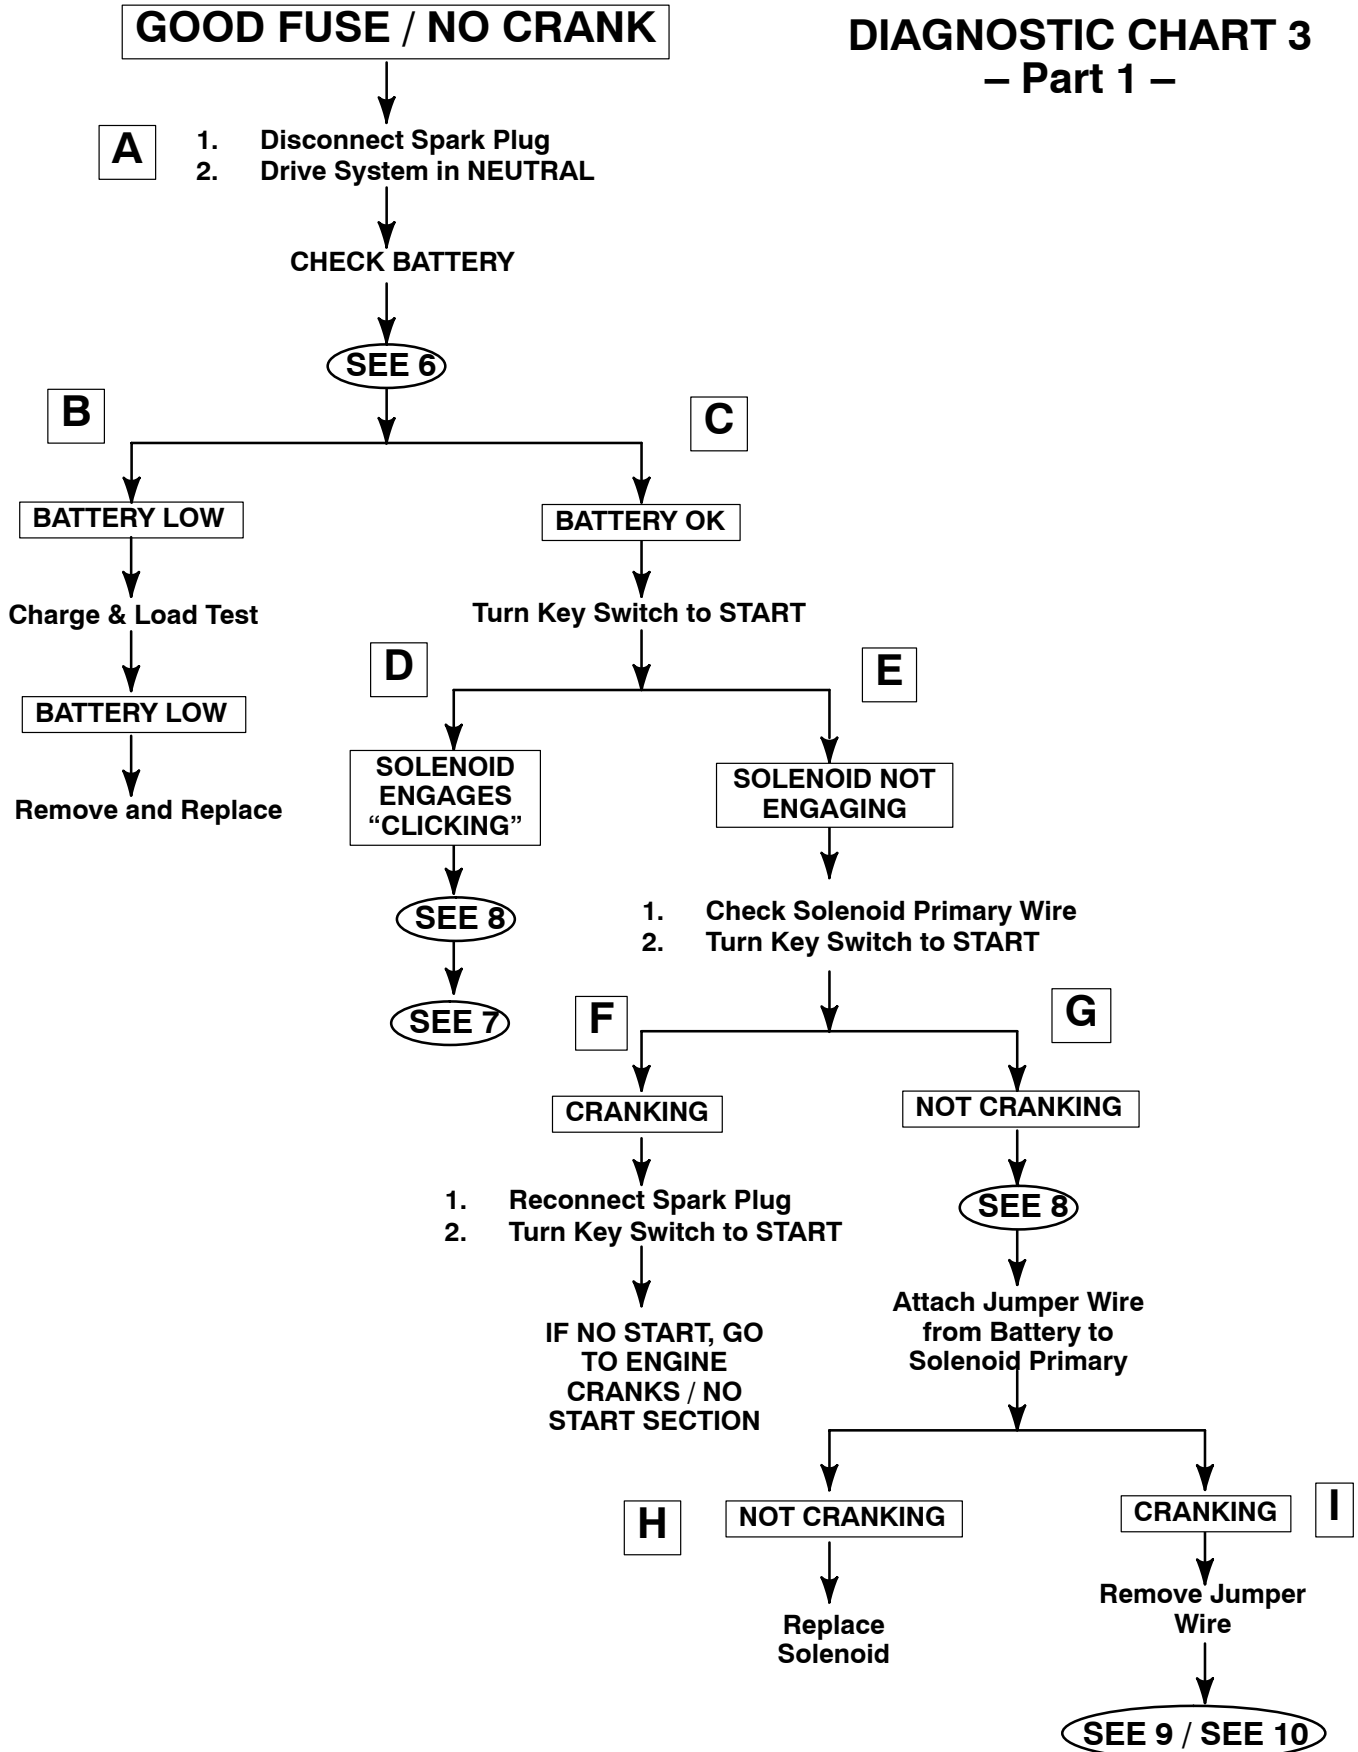 GOOD FUSE / NO CRANK
DIAGNOSTIC CHART 3
– Part 1 –
A
1. Disconnect Spark Plug
2. Drive System in NEUTRAL
CHECK BATTERY
SEE 6
B
C
BATTERY LOW
BATTERY OK
Charge & Load Test
Turn Key Switch to START
D
E
BATTERY LOW
SOLENOID
ENGAGES
“CLICKING”
SOLENOID NOT
ENGAGING
Remove and Replace
SEE 8
1. Check Solenoid Primary Wire
2. Turn Key Switch to START
SEE 7
F
G
CRANKING
NOT CRANKING
1. Reconnect Spark Plug
2. Turn Key Switch to START
SEE 8
IF NO START, GO
TO ENGINE
CRANKS / NO
START SECTION
Attach Jumper Wire
from Battery to
Solenoid Primary
H
NOT CRANKING
CRANKING
I
Replace
Solenoid
Remove Jumper
Wire
SEE 9 / SEE 10